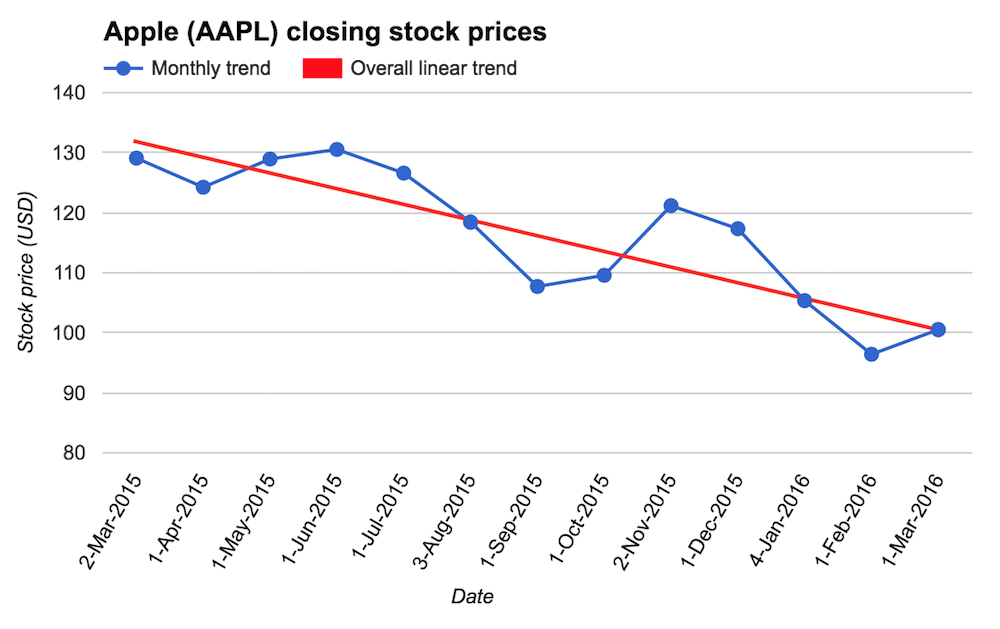 Apple (AAPL) closing stock prices
Monthly trend Overall linear trend
140
130
120
110
100
90
80
Stock price (USD)
2-Mar-2015
1-Apr-2015
1-May-2015
1-Jun-2015
1-Jul-2015
3-Aug-2015
1-Sep-2015
1-Oct-2015
2-Nov-2015
1-Dec-2015
4-Jan-2016
1-Feb-2016
1-Mar-2016
Date